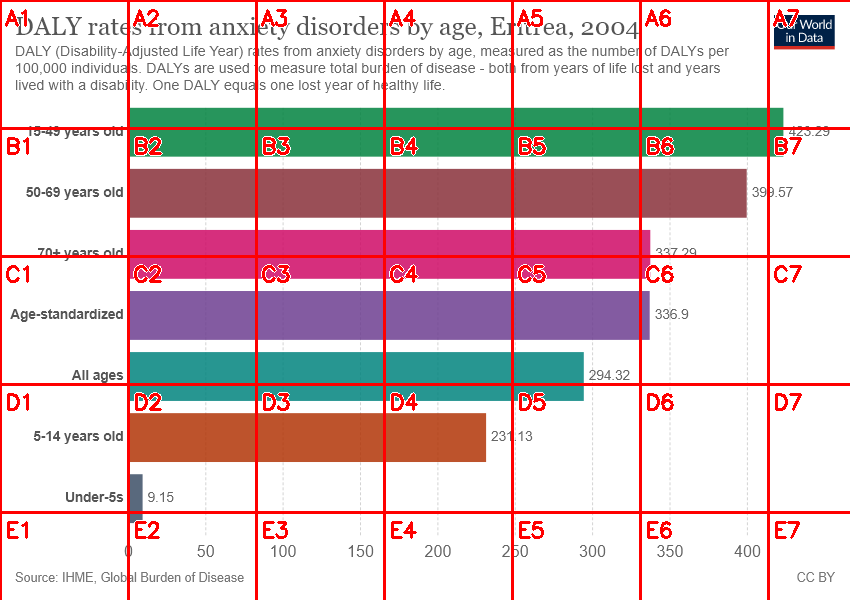 DALY rates from anxiety disorders by age, Eritrea, 2004
Our World
in Data
DALY (Disability-Adjusted Life Year) rates from anxiety disorders by age, measured as the number of DALYs per
100,000 individuals. DALYs are used to measure total burden of disease - both from years of life lost and years
lived with a disability. One DALY equals one lost year of healthy life.
15-49 years old 423.29
50-69 years old 399.57
70+ years old 337.29
Age-standardized 336.9
All ages 294.32
5-14 years old 231.13
Under-5s 9.15
0 50 100 150 200 250 300 350 400
Source: IHME, Global Burden of Disease CC BY
A1 A2 A3 A4 A5 A6 A7
B1 B2 B3 B4 B5 B6 B7
C1 C2 C3 C4 C5 C6 C7
D1 D2 D3 D4 D5 D6 D7
E1 E2 E3 E4 E5 E6 E7